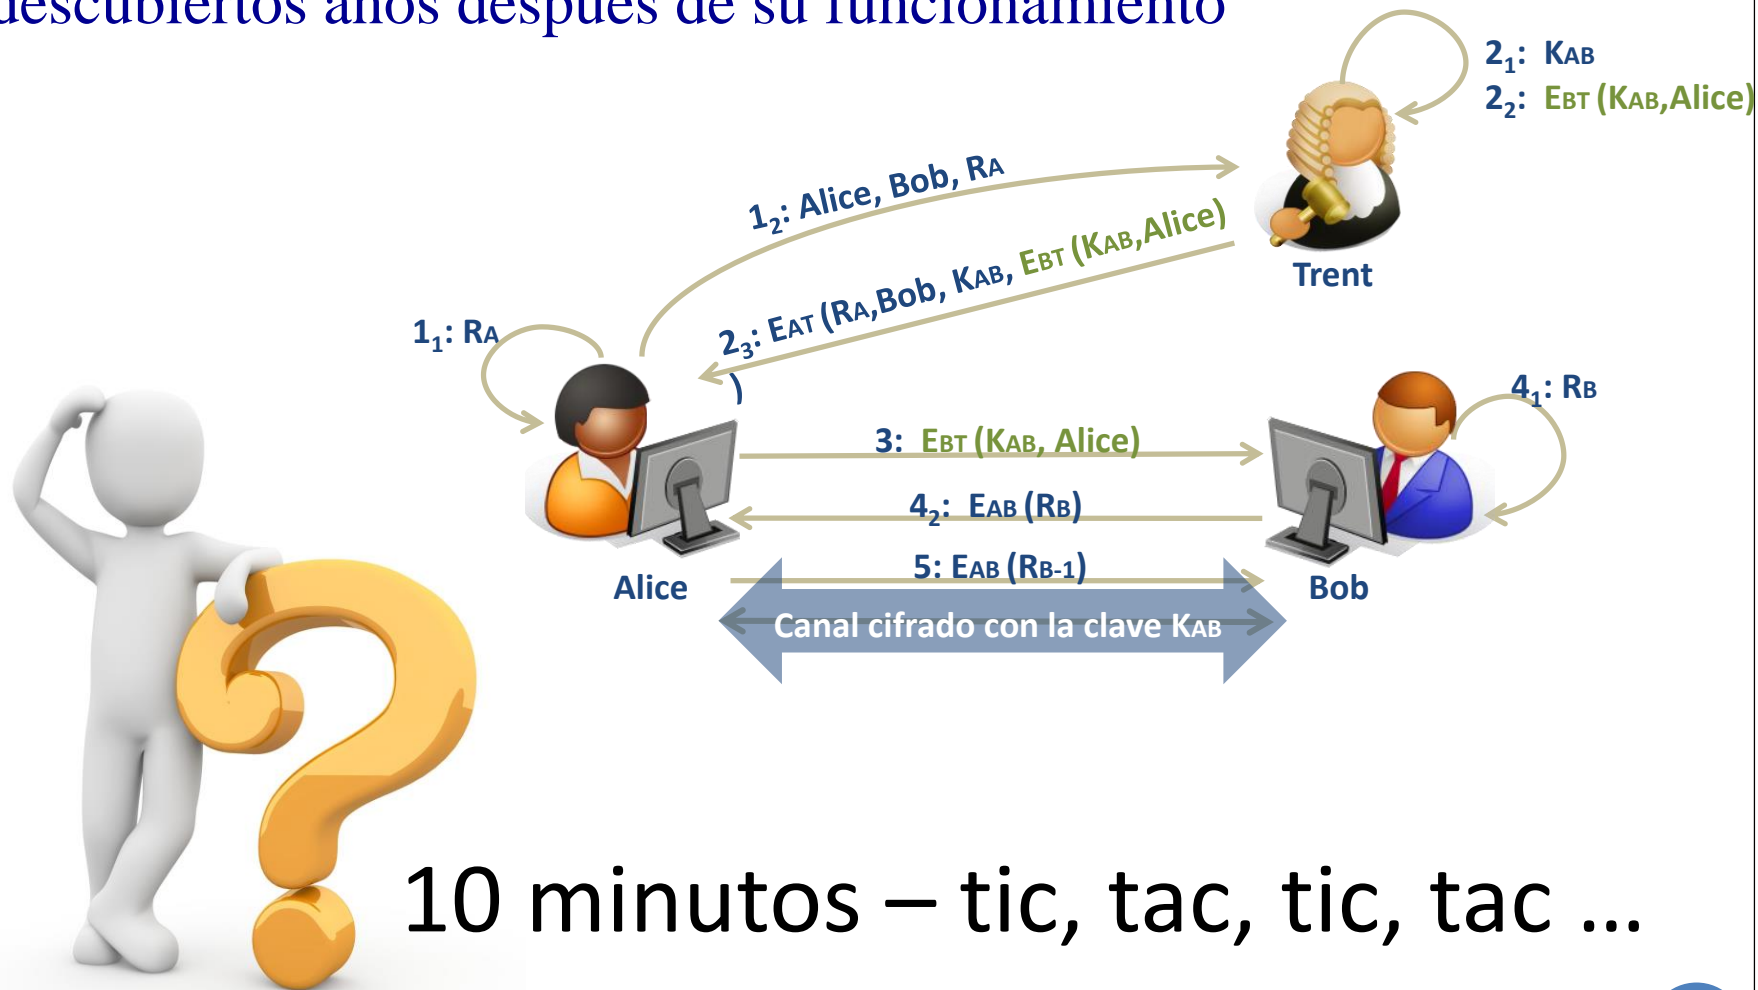 descubiertos años después de su funcionamiento
2₁: KAB
2₂: EBT (KAB,Alice)
1₂: Alice, Bob, RA
2₃: EAT (RA,Bob, KAB, EBT (KAB,Alice)
)
Trent
1₁: RA
4₁: RB
3: EBT (KAB, Alice)
4₂: EAB (RB)
5: EAB (RB-1)
Alice
Bob
Canal cifrado con la clave KAB
10 minutos – tic, tac, tic, tac ...